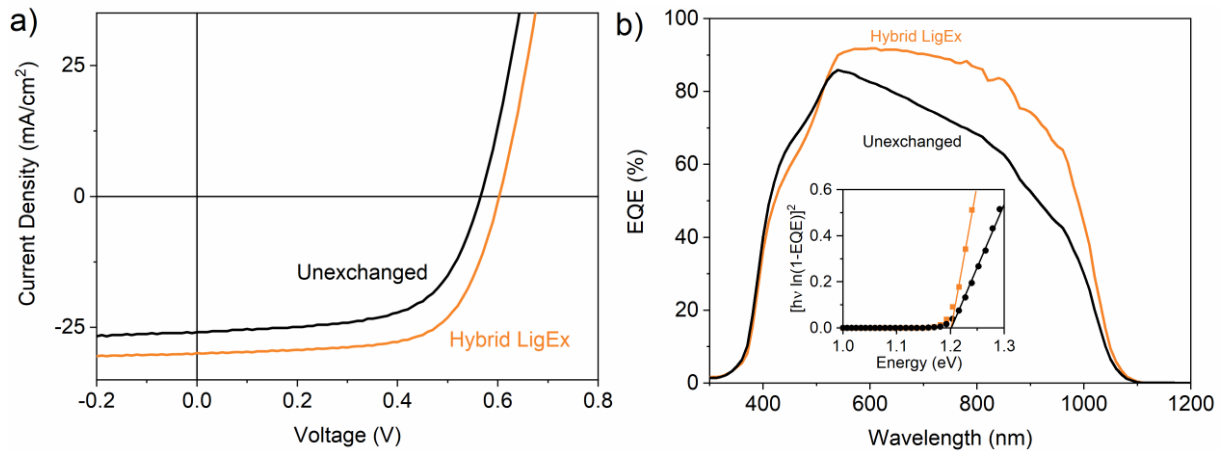 a)
Current Density (mA/cm²)
25
0
-25
Unexchanged
Hybrid LigEx
-0.2 0.0 0.2 0.4 0.6 0.8
Voltage (V)
b)
EQE (%)
100
80
60
40
20
0
Hybrid LigEx
Unexchanged
[hν ln(1-EQE)]²
0.6
0.4
0.2
0.0
1.0 1.1 1.2 1.3
Energy (eV)
400 600 800 1000 1200
Wavelength (nm)